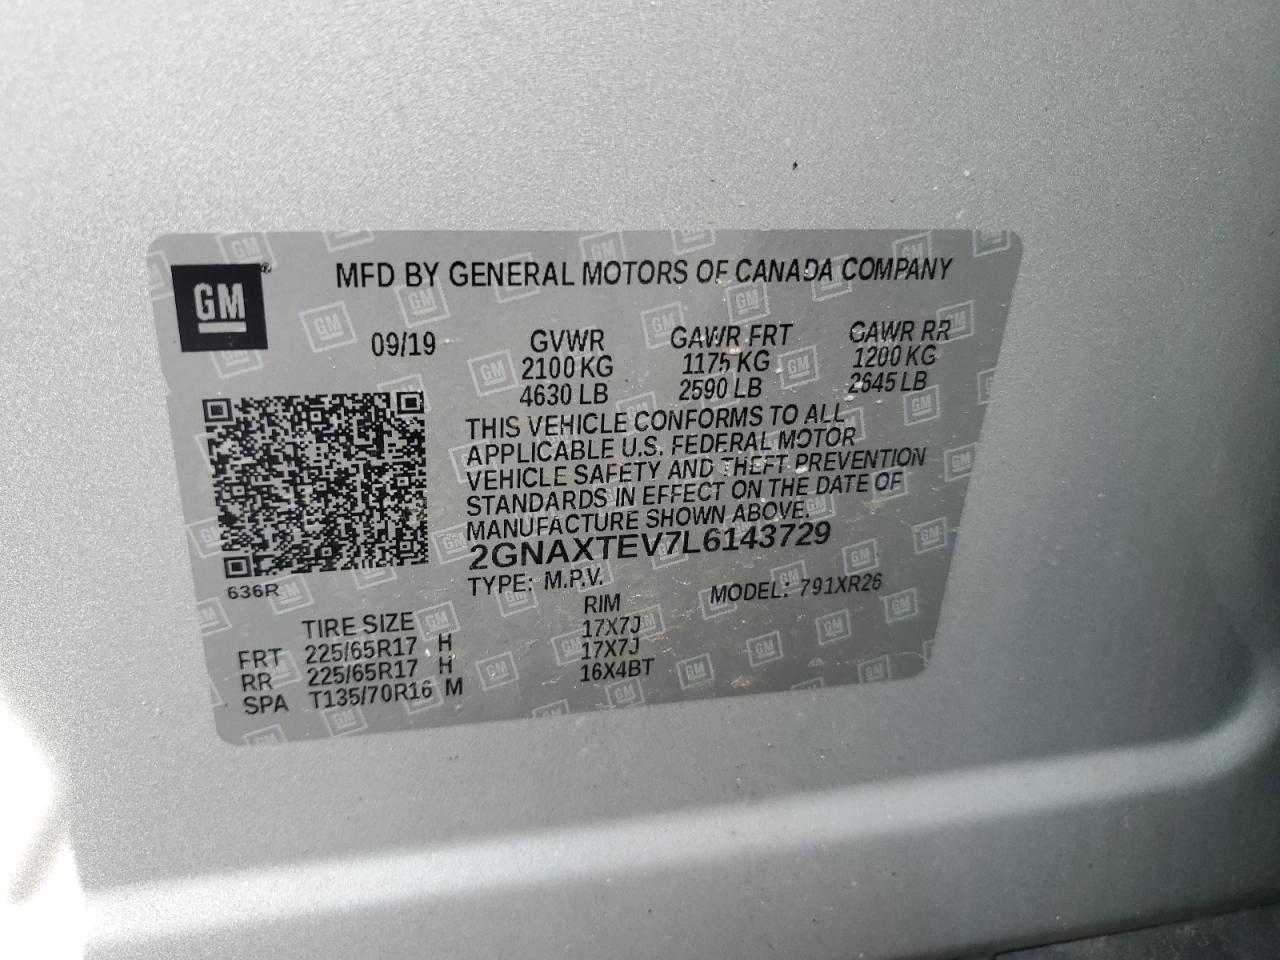 GM
MFD BY GENERAL MOTORS OF CANADA COMPANY
09/19 GVWR GAWR FRT GAWR RR
2100 KG 1175 KG 1200 KG
4630 LB 2590 LB 2645 LB
THIS VEHICLE CONFORMS TO ALL
APPLICABLE U.S. FEDERAL MOTOR
VEHICLE SAFETY AND THEFT PREVENTION
STANDARDS IN EFFECT ON THE DATE OF
MANUFACTURE SHOWN ABOVE.
2GNAXTEV7L6143729
TYPE: M.P.V. MODEL: 791XR26
636R
TIRE SIZE RIM
FRT 225/65R17 H 17X7J
RR 225/65R17 H 17X7J
SPA T135/70R16 M 16X4BT